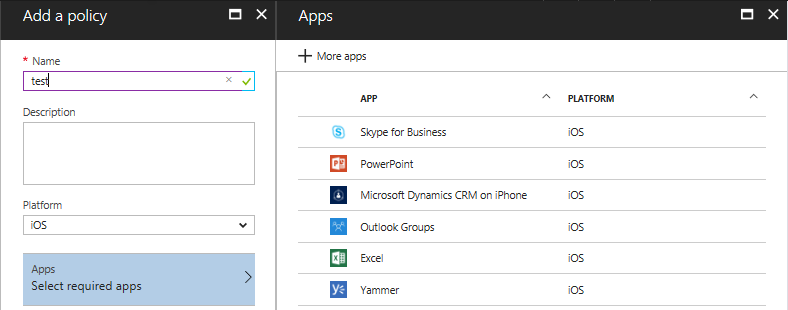 Add a policy
* Name
test
Description
Platform
iOS
Apps
Select required apps
Apps
More apps
APP PLATFORM
Skype for Business iOS
PowerPoint iOS
Microsoft Dynamics CRM on iPhone iOS
Outlook Groups iOS
Excel iOS
Yammer iOS